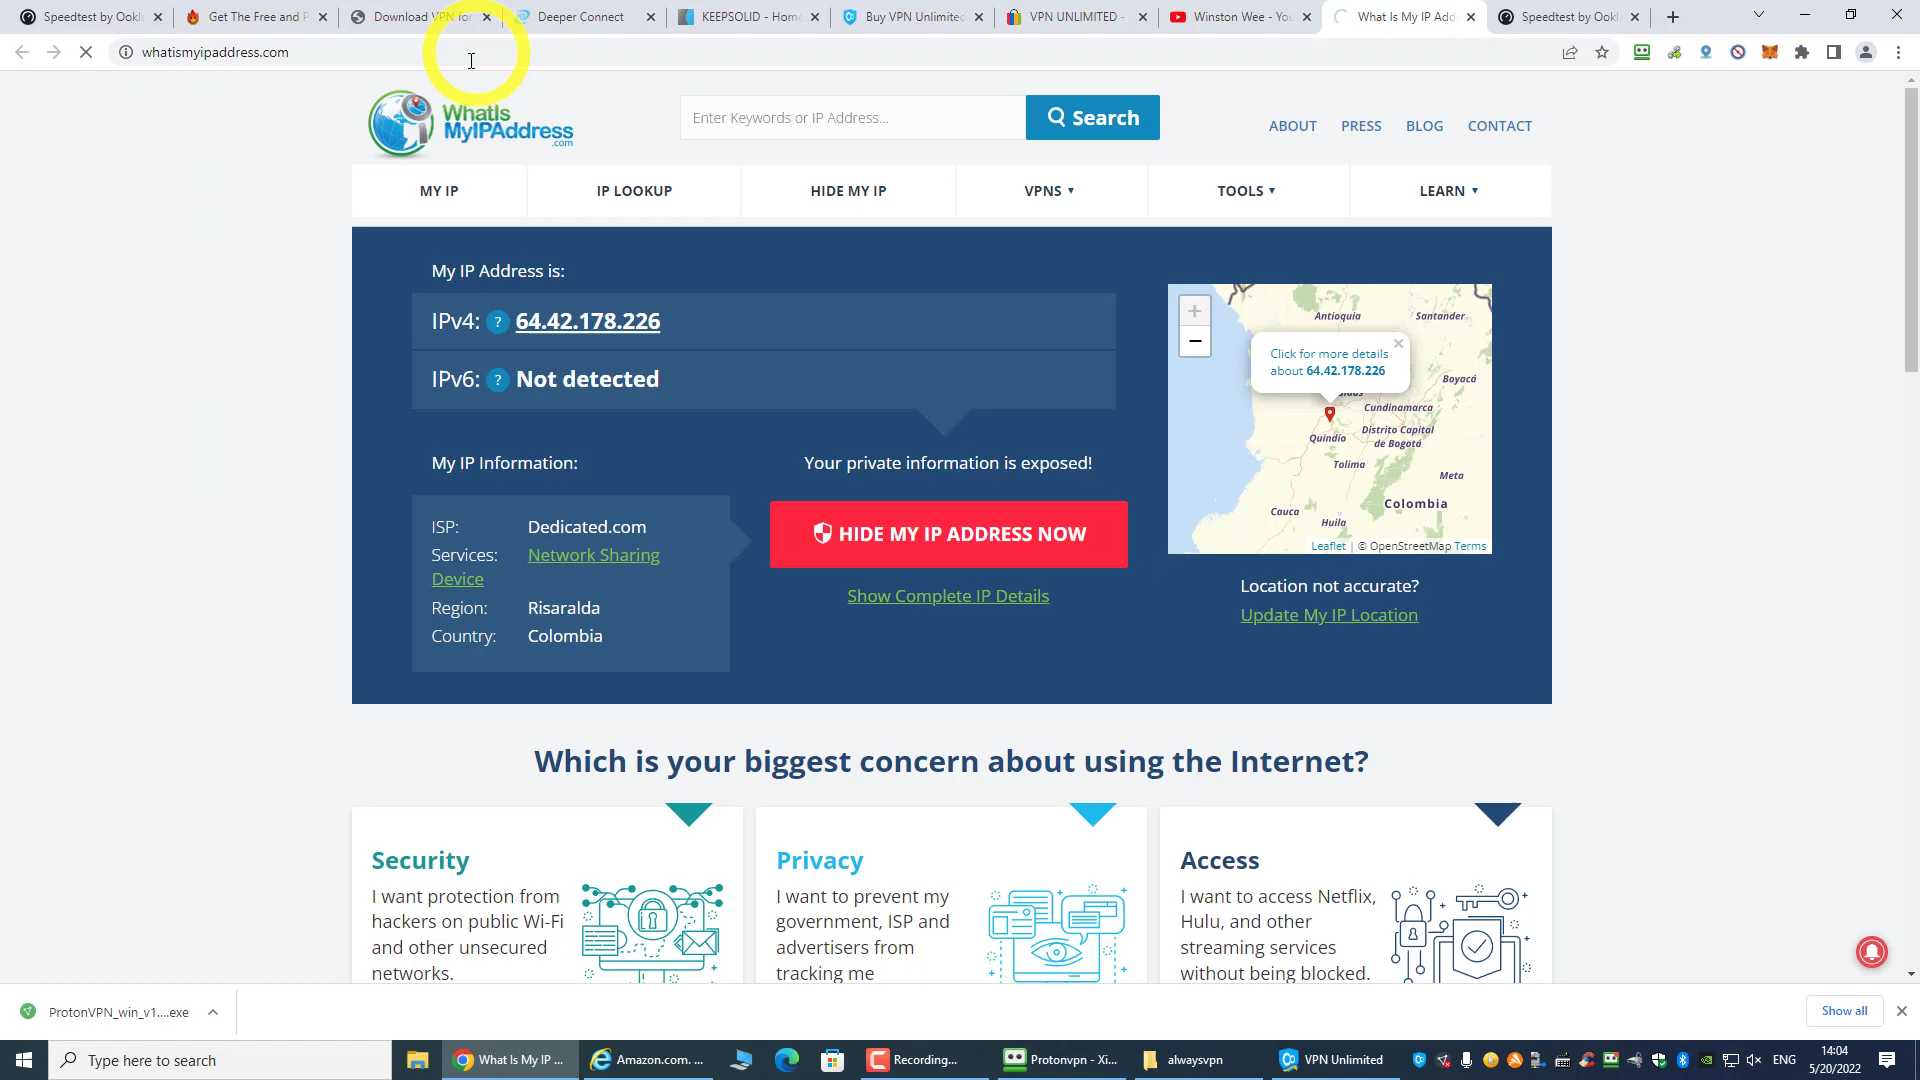 Speedtest by Ookl
Get The Free and P
Download VPN for
Deeper Connect
KEEPSOLID - Home
Buy VPN Unlimited
VPN UNLIMITED -
Winston Wee - You
What Is My IP Add
Speedtest by Ookl
whatismyipaddress.com
WhatIs
MyIPAddress
.com
Enter Keywords or IP Address...
Search
ABOUT
PRESS
BLOG
CONTACT
MY IP
IP LOOKUP
HIDE MY IP
VPNS
TOOLS
LEARN
My IP Address is:
IPv4: ? 64.42.178.226
IPv6: ? Not detected
My IP Information:
ISP: Dedicated.com
Services: Network Sharing
Device
Region: Risaralda
Country: Colombia
Your private information is exposed!
HIDE MY IP ADDRESS NOW
Show Complete IP Details
+
−
Antioquia
Santander
Click for more details
about 64.42.178.226
×
Boyacá
Cundinamarca
Distrito Capital
de Bogotá
Quindío
Tolima
Meta
Colombia
Cauca
Huila
Leaflet | © OpenStreetMap Terms
Location not accurate?
Update My IP Location
Which is your biggest concern about using the Internet?
Security
I want protection from
hackers on public Wi-Fi
and other unsecured
networks.
Privacy
I want to prevent my
government, ISP and
advertisers from
tracking me
Access
I want to access Netflix,
Hulu, and other
streaming services
without being blocked.
ProtonVPN_win_v1....exe
Show all
Type here to search
What Is My IP ...
Amazon.com. ...
Recording...
Protonvpn - Xi...
alwaysvpn
VPN Unlimited
ENG
14:04
5/20/2022